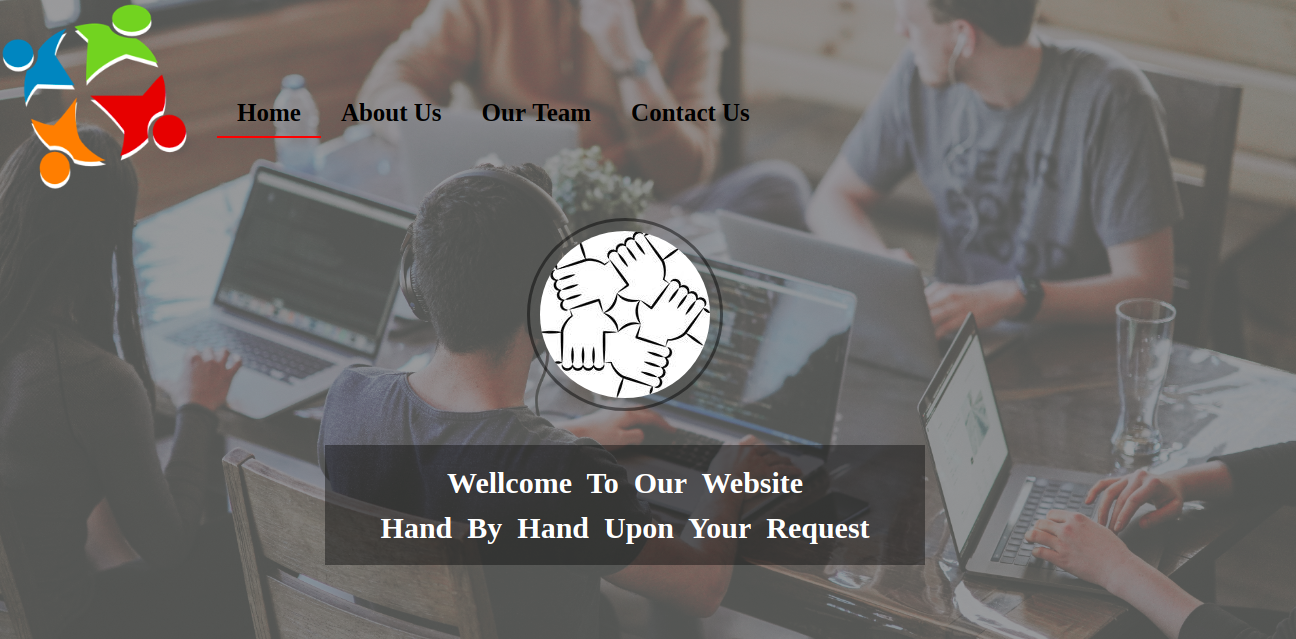 Home About Us Our Team Contact Us
Wellcome To Our Website
Hand By Hand Upon Your Request